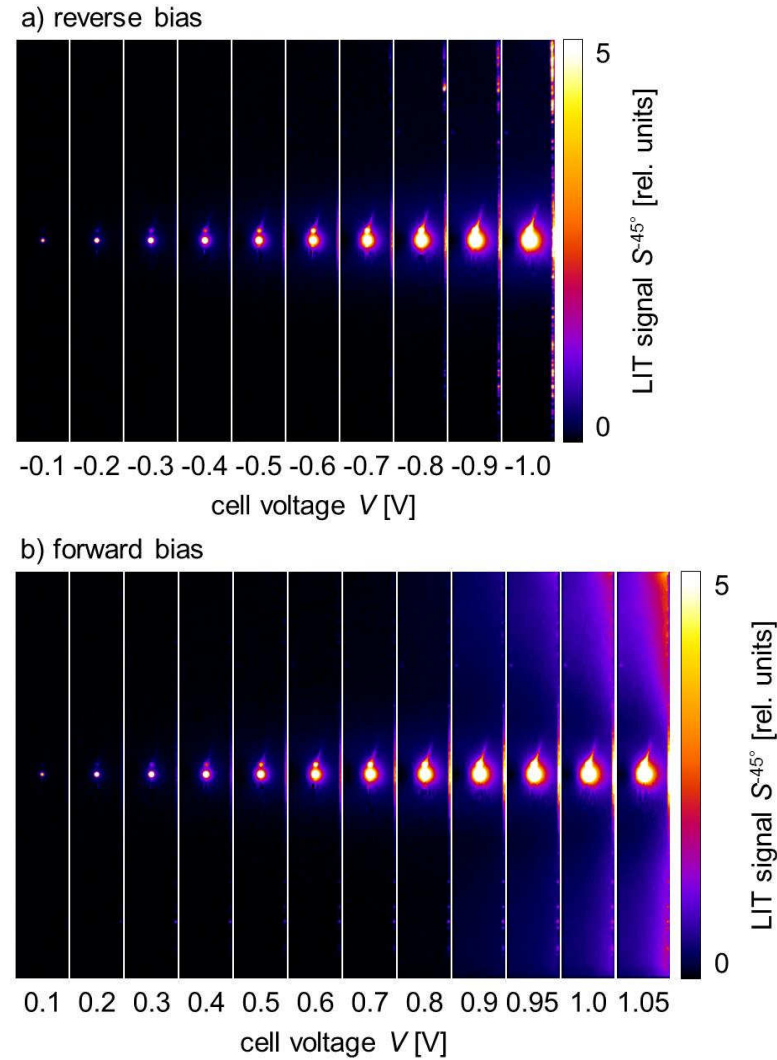 a) reverse bias
5
LIT signal S-45° [rel. units]
0
-0.1 -0.2 -0.3 -0.4 -0.5 -0.6 -0.7 -0.8 -0.9 -1.0
cell voltage V [V]
b) forward bias
5
LIT signal S-45° [rel. units]
0
0.1 0.2 0.3 0.4 0.5 0.6 0.7 0.8 0.9 0.95 1.0 1.05
cell voltage V [V]